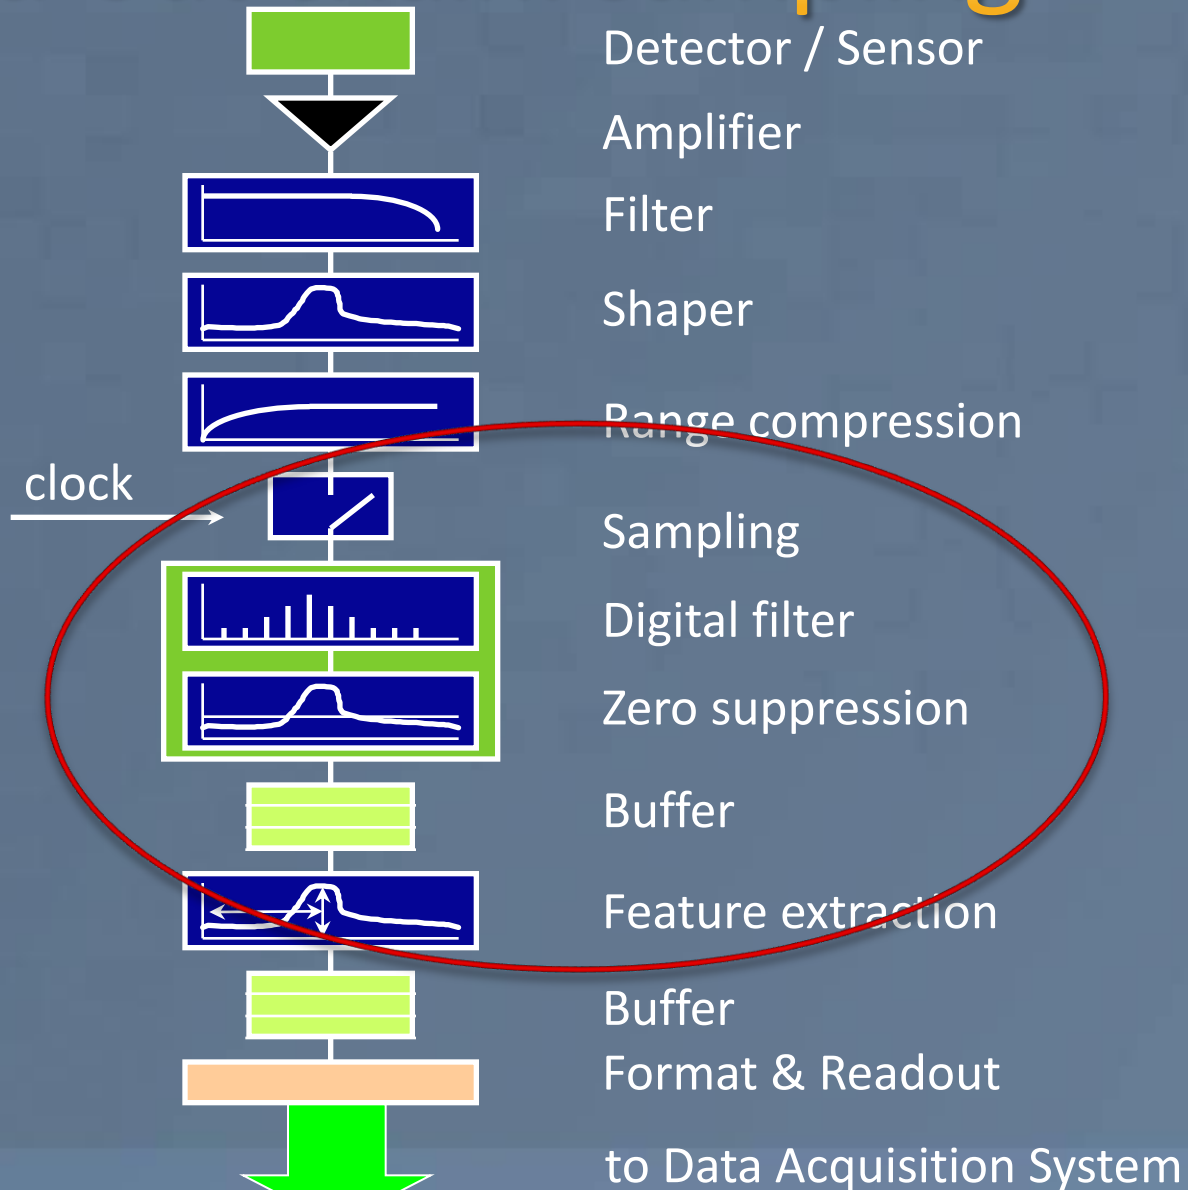 Detector / Sensor
Amplifier
Filter
Shaper
Range compression
clock
Sampling
Digital filter
Zero suppression
Buffer
Feature extraction
Buffer
Format & Readout
to Data Acquisition System